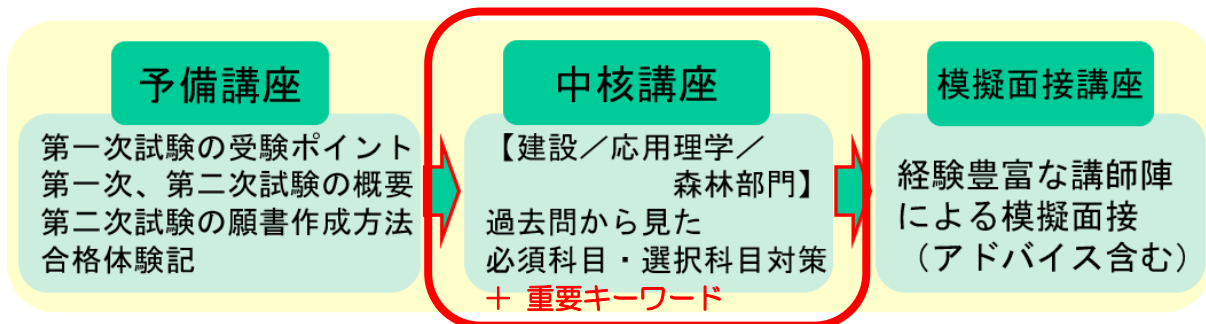 予備講座
第一次試験の受験ポイント
第一次、第二次試験の概要
第二次試験の願書作成方法
合格体験記
中核講座
【建設／応用理学／
森林部門】
過去問から見た
必須科目・選択科目対策
＋ 重要キーワード
模擬面接講座
経験豊富な講師陣
による模擬面接
（アドバイス含む）